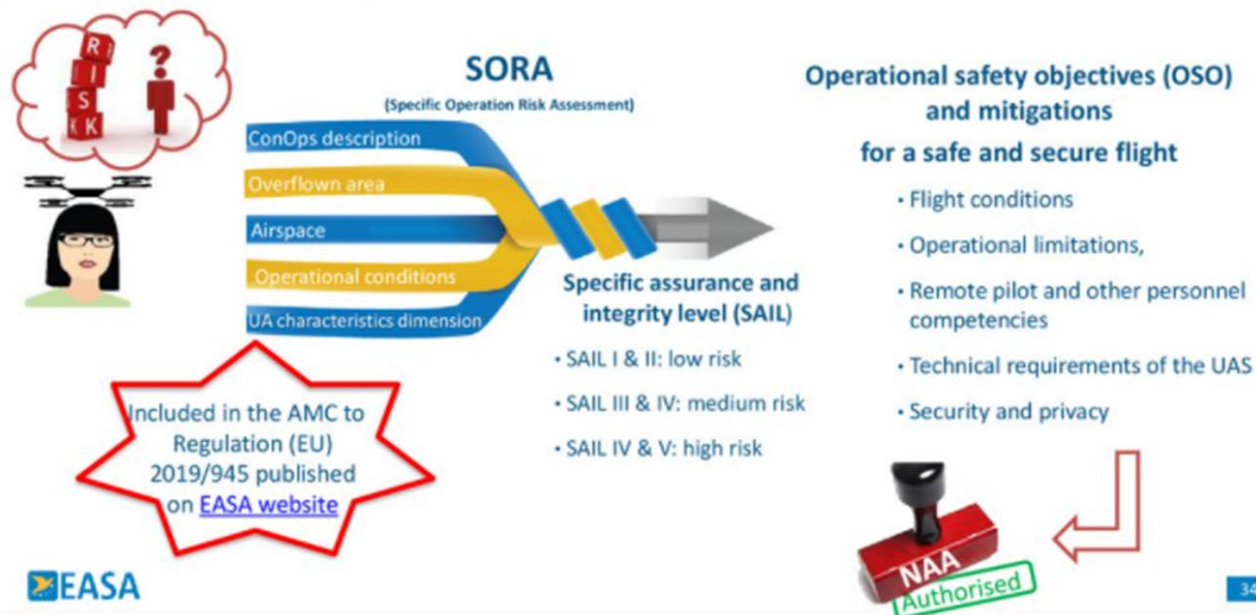 R
I
S
K
?
SORA
(Specific Operation Risk Assessment)
ConOps description
Overflown area
Airspace
Operational conditions
UA characteristics dimension
Specific assurance and
integrity level (SAIL)
• SAIL I & II: low risk
• SAIL III & IV: medium risk
• SAIL IV & V: high risk
Operational safety objectives (OSO)
and mitigations
for a safe and secure flight
• Flight conditions
• Operational limitations,
• Remote pilot and other personnel
competencies
• Technical requirements of the UAS
• Security and privacy
Included in the AMC to
Regulation (EU)
2019/945 published
on EASA website
NAA
Authorised
EASA
34